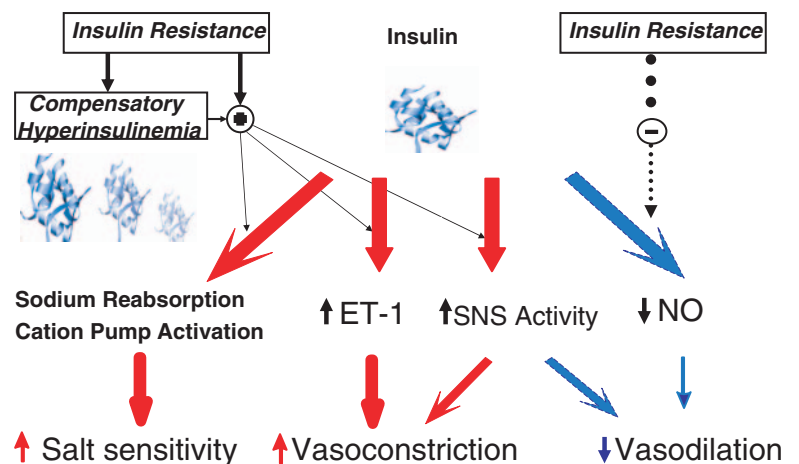 Insulin Resistance
Insulin
Insulin Resistance
Compensatory
Hyperinsulinemia
Sodium Reabsorption
Cation Pump Activation
ET-1
SNS Activity
NO
Salt sensitivity
Vasoconstriction
Vasodilation